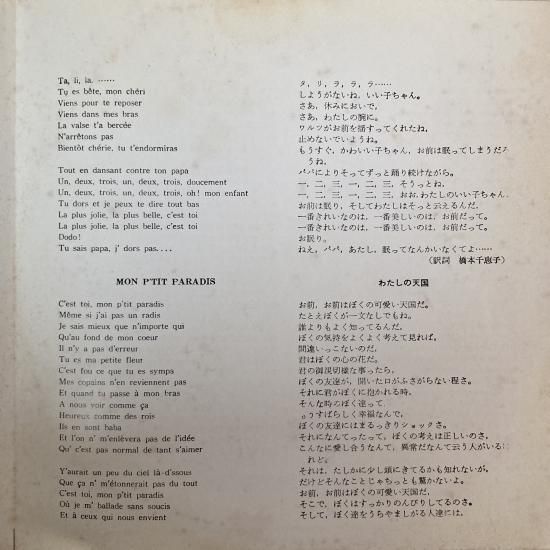 Ta, li, la. ……
Tu es bête, mon chéri
Viens pour te reposer
Viens dans mes bras
La valse t'a bercée
N'arrêtons pas
Bientôt chérie, tu t'endormiras
Tout en dansant contre ton papa
Un, deux, trois, un, deux, trois, doucement
Un, deux, trois, un, deux, trois, oh! mon enfant
Tu dors et je peux te dire tout bas
La plus jolie, la plus belle, c'est toi
La plus jolie, la plus belle, c'est toi
Dodo!
Tu sais papa, j' dors pas....
MON P'TIT PARADIS
C'est toi, mon p'tit paradis
Même si j'ai pas un radis
Je sais mieux que n'importe qui
Qu'au fond de mon coeur
Il n'y a pas d'erreur
Tu es ma petite fleur
C'est fou ce que tu es sympa
Mes copains n'en reviennent pas
Et quand tu passe à mon bras
A nous voir comme ça
Heureux comme des rois
Ils en sont baba
Et l'on n' m'enlèvera pas de l'idée
Qu' c'est pas normal de tant s'aimer
Y'aurait un peu du ciel là-d'ssous
Que ça n' m'étonnerait pas du tout
C'est toi, mon p'tit paradis
Où je m' ballade sans soucis
Et à ceux qui nous envient
タ，リ，ラ，ラ，ラ……
しようがないね，いい子ちゃん。
さあ，休みにおいで，
さあ，わたしの腕に。
ワルツがお前を揺すってくれたね，
止めないでいようね。
もうすぐ，かわいい子ちゃん，お前は眠ってしまうだろ
うね，
パパによりそってずっと踊り続けながら。
一，二，三，一，二，三，そうっとね，
一，二，三，一，二，三，おお，わたしのいい子ちゃん，
お前は眠り，そしてわたしはそっと云えるんだ，
一番きれいなのは，一番美しいのは，お前だって。
一番きれいなのは，一番美しいのは，お前だって。
お眠り。
ねえ，パパ，あたし，眠ってなんかいなくてよ……
（訳詞 橋本千恵子）
わたしの天国
お前，お前はぼくの可愛い天国だ。
たとえぼくが一文なしでもね。
誰よりもよく知ってるんだ，
ぼくの気持をよくよく考えて見れば，
間違いっこないのだ，
君はぼくの心の花だ。
君の御親切様な事ったら，
ぼくの友達が，開いた口がふさがらない程さ。
それに君がぼくに抱かれる時，
そんな時のぼく達って，
うすばらしく幸福なんで，
ぼくの友達にはまるっきりショックさ。
それになんてったって，ぼくの考えは正しいのさ，
こんなに愛し合うなんて，異常だなんて云う人がいる
れど。
それは，たしかに少し頭にきてるかも知れないが，
だけどそんなことじゃちっとも驚かないよ。
お前，お前はぼくの可愛い天国だ。
そこで，ぼくはすっかりのんびりしてるのさ。
そして，ぼく達をうらやましがる人達には，